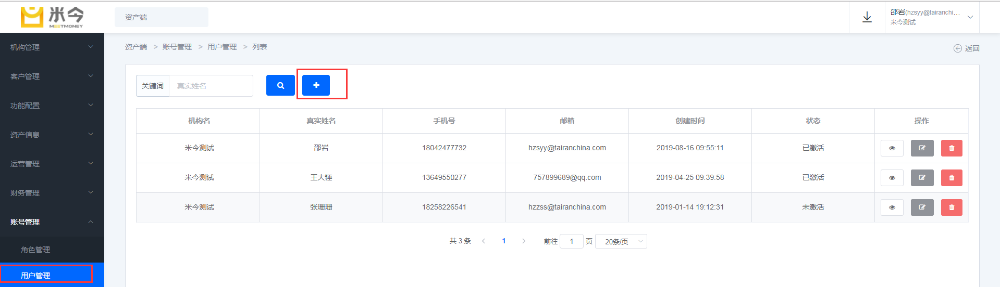 米今
MEETMONEY
资产端
邵岩(hzsyy@tairanchi...
米今测试
机构管理
客户管理
功能配置
资产信息
运营管理
财务管理
账号管理
角色管理
用户管理
资产端 > 账号管理 > 用户管理 > 列表
返回
关键词 真实姓名
机构名 真实姓名 手机号 邮箱 创建时间 状态 操作
米今测试 邵岩 18042477732 hzsyy@tairanchina.com 2019-08-16 09:55:11 已激活
米今测试 王大锤 13649550277 757899689@qq.com 2019-04-25 09:39:58 已激活
米今测试 张珊珊 18258226541 hzzss@tairanchina.com 2019-01-14 19:12:31 未激活
共 3 条 < 1 > 前往 1 页 20条/页